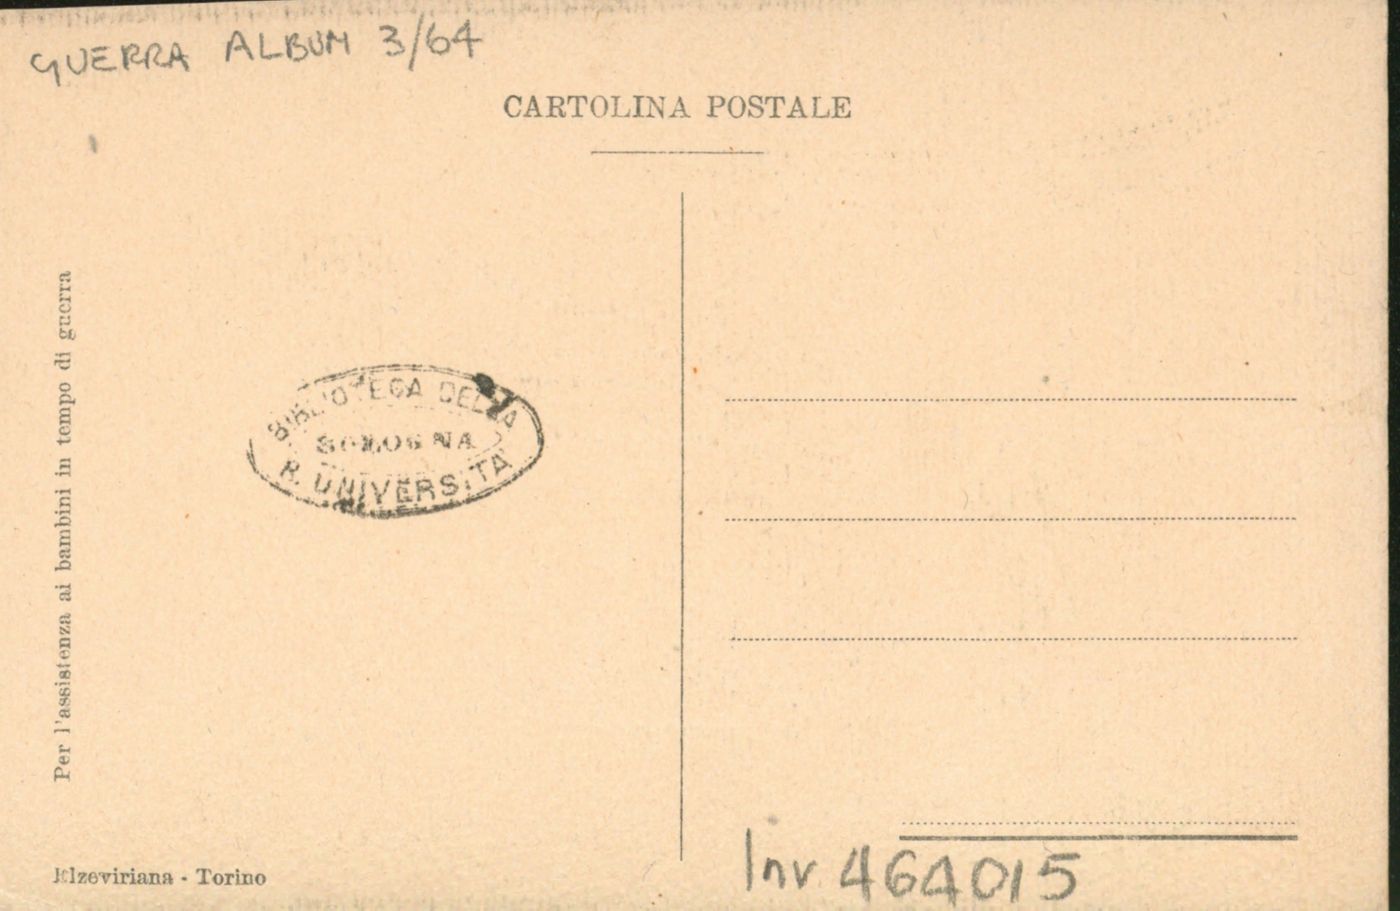 GUERRA ALBUM 3/64
CARTOLINA POSTALE
Per l'assistenza ai bambini in tempo di guerra
BIBLIOTECA DELLA
BOLOGNA
R. UNIVERSITÀ
Elzeviriana - Torino
Inv 464015